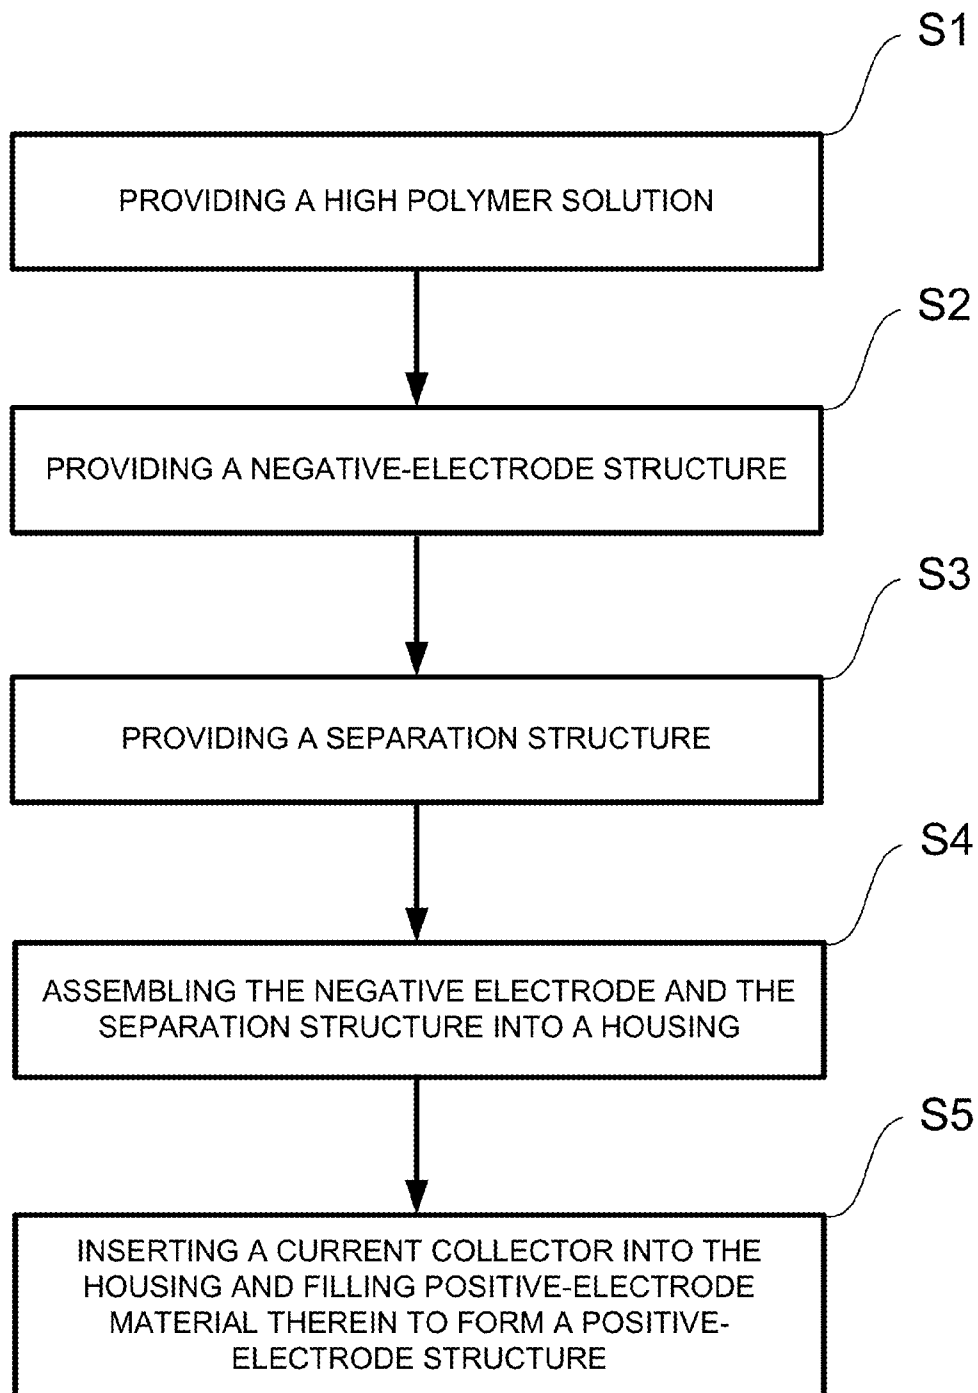 S1
PROVIDING A HIGH POLYMER SOLUTION
S2
PROVIDING A NEGATIVE-ELECTRODE STRUCTURE
S3
PROVIDING A SEPARATION STRUCTURE
S4
ASSEMBLING THE NEGATIVE ELECTRODE AND THE
SEPARATION STRUCTURE INTO A HOUSING
S5
INSERTING A CURRENT COLLECTOR INTO THE
HOUSING AND FILLING POSITIVE-ELECTRODE
MATERIAL THEREIN TO FORM A POSITIVE-
ELECTRODE STRUCTURE